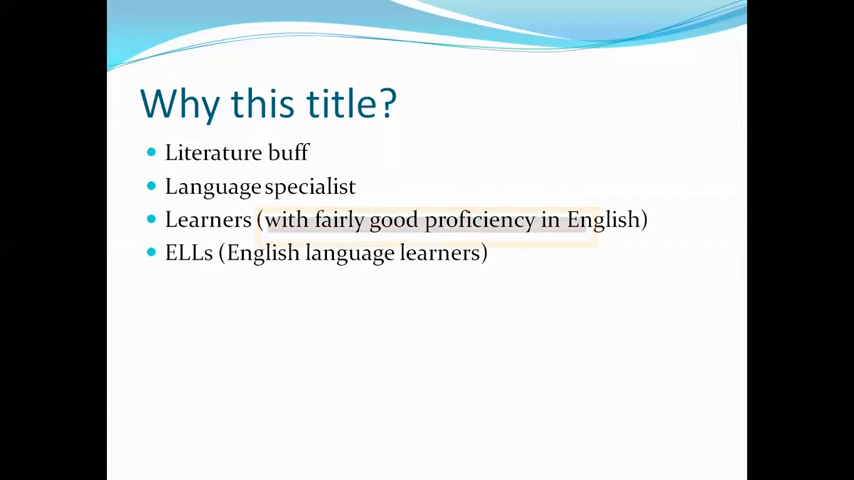 Why this title?
• Literature buff
• Language specialist
• Learners (with fairly good proficiency in English)
• ELLs (English language learners)